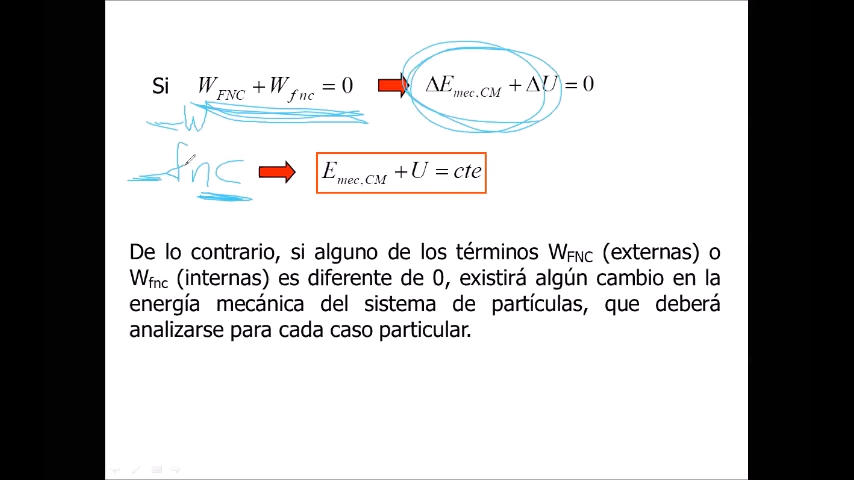 Si W_FNC + W_fnc = 0 ➡ ΔE_mec,CM + ΔU = 0
– W
– fnc ➡ E_mec,CM + U = cte
De lo contrario, si alguno de los términos W_FNC (externas) o
W_fnc (internas) es diferente de 0, existirá algún cambio en la
energía mecánica del sistema de partículas, que deberá
analizarse para cada caso particular.